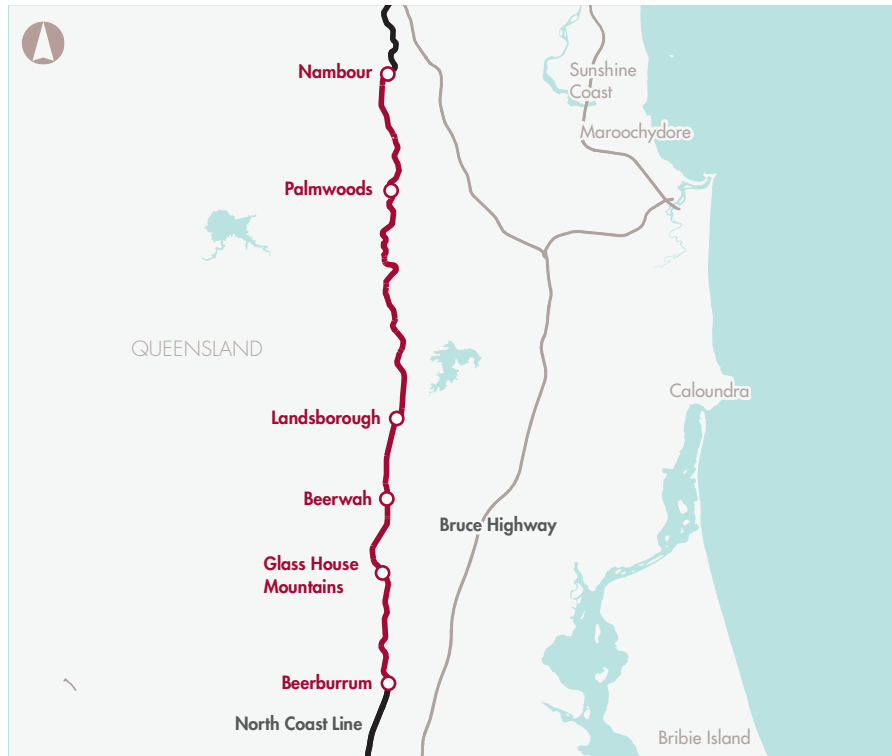 Nambour
Sunshine
Coast
Maroochydore
Palmwoods
QUEENSLAND
Caloundra
Landsborough
Beerwah
Bruce Highway
Glass House
Mountains
Beerburrum
North Coast Line
Bribie Island